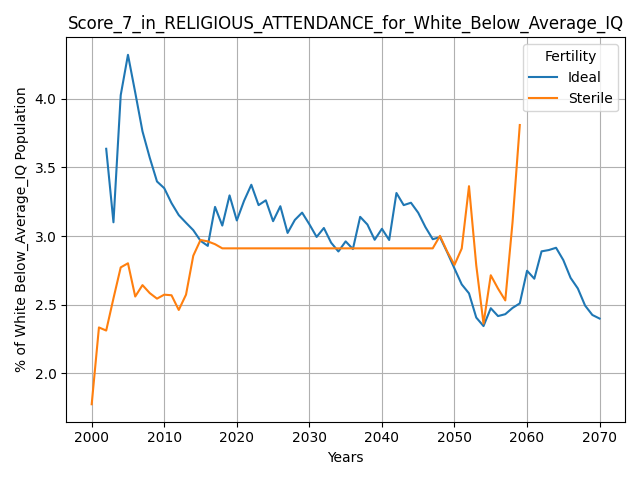 Score_7_in_RELIGIOUS_ATTENDANCE_for_White_Below_Average_IQ
Fertility
Ideal
Sterile
% of White Below_Average_IQ Population
4.0
3.5
3.0
2.5
2.0
2000 2010 2020 2030 2040 2050 2060 2070
Years